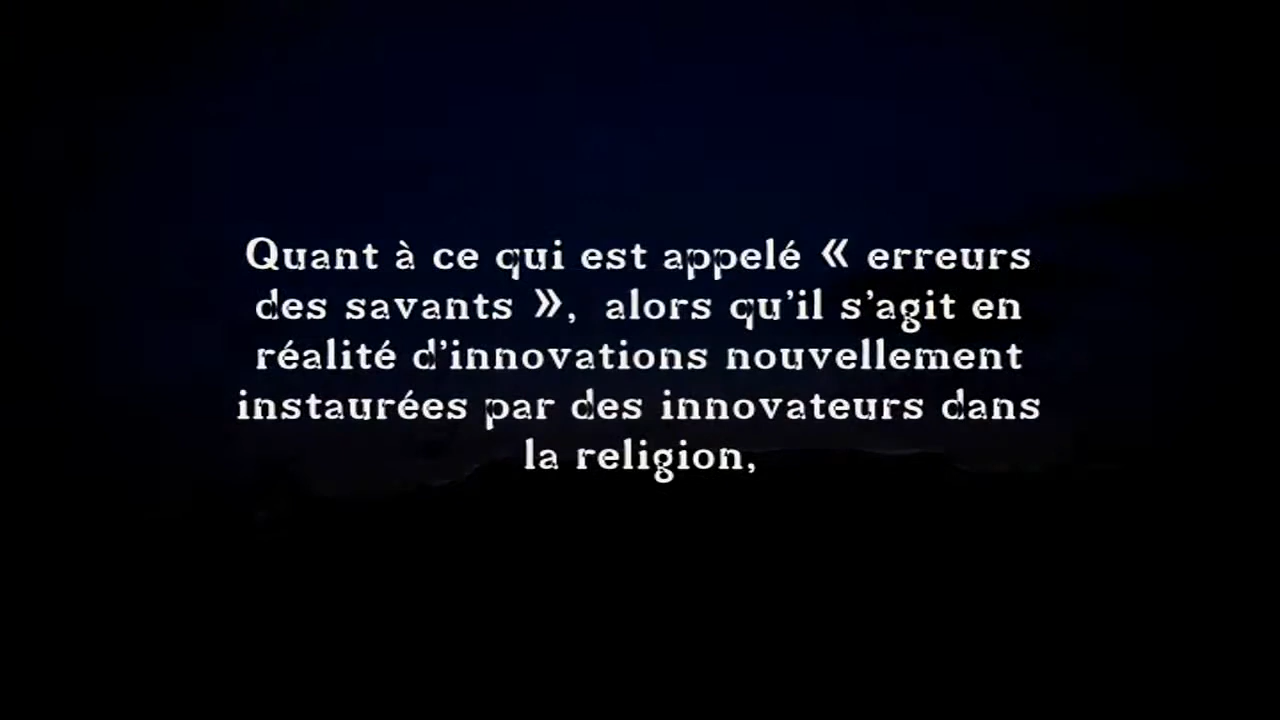 Quant à ce qui est appelé « erreurs
des savants », alors qu’il s’agit en
réalité d’innovations nouvellement
instaurées par des innovateurs dans
la religion,